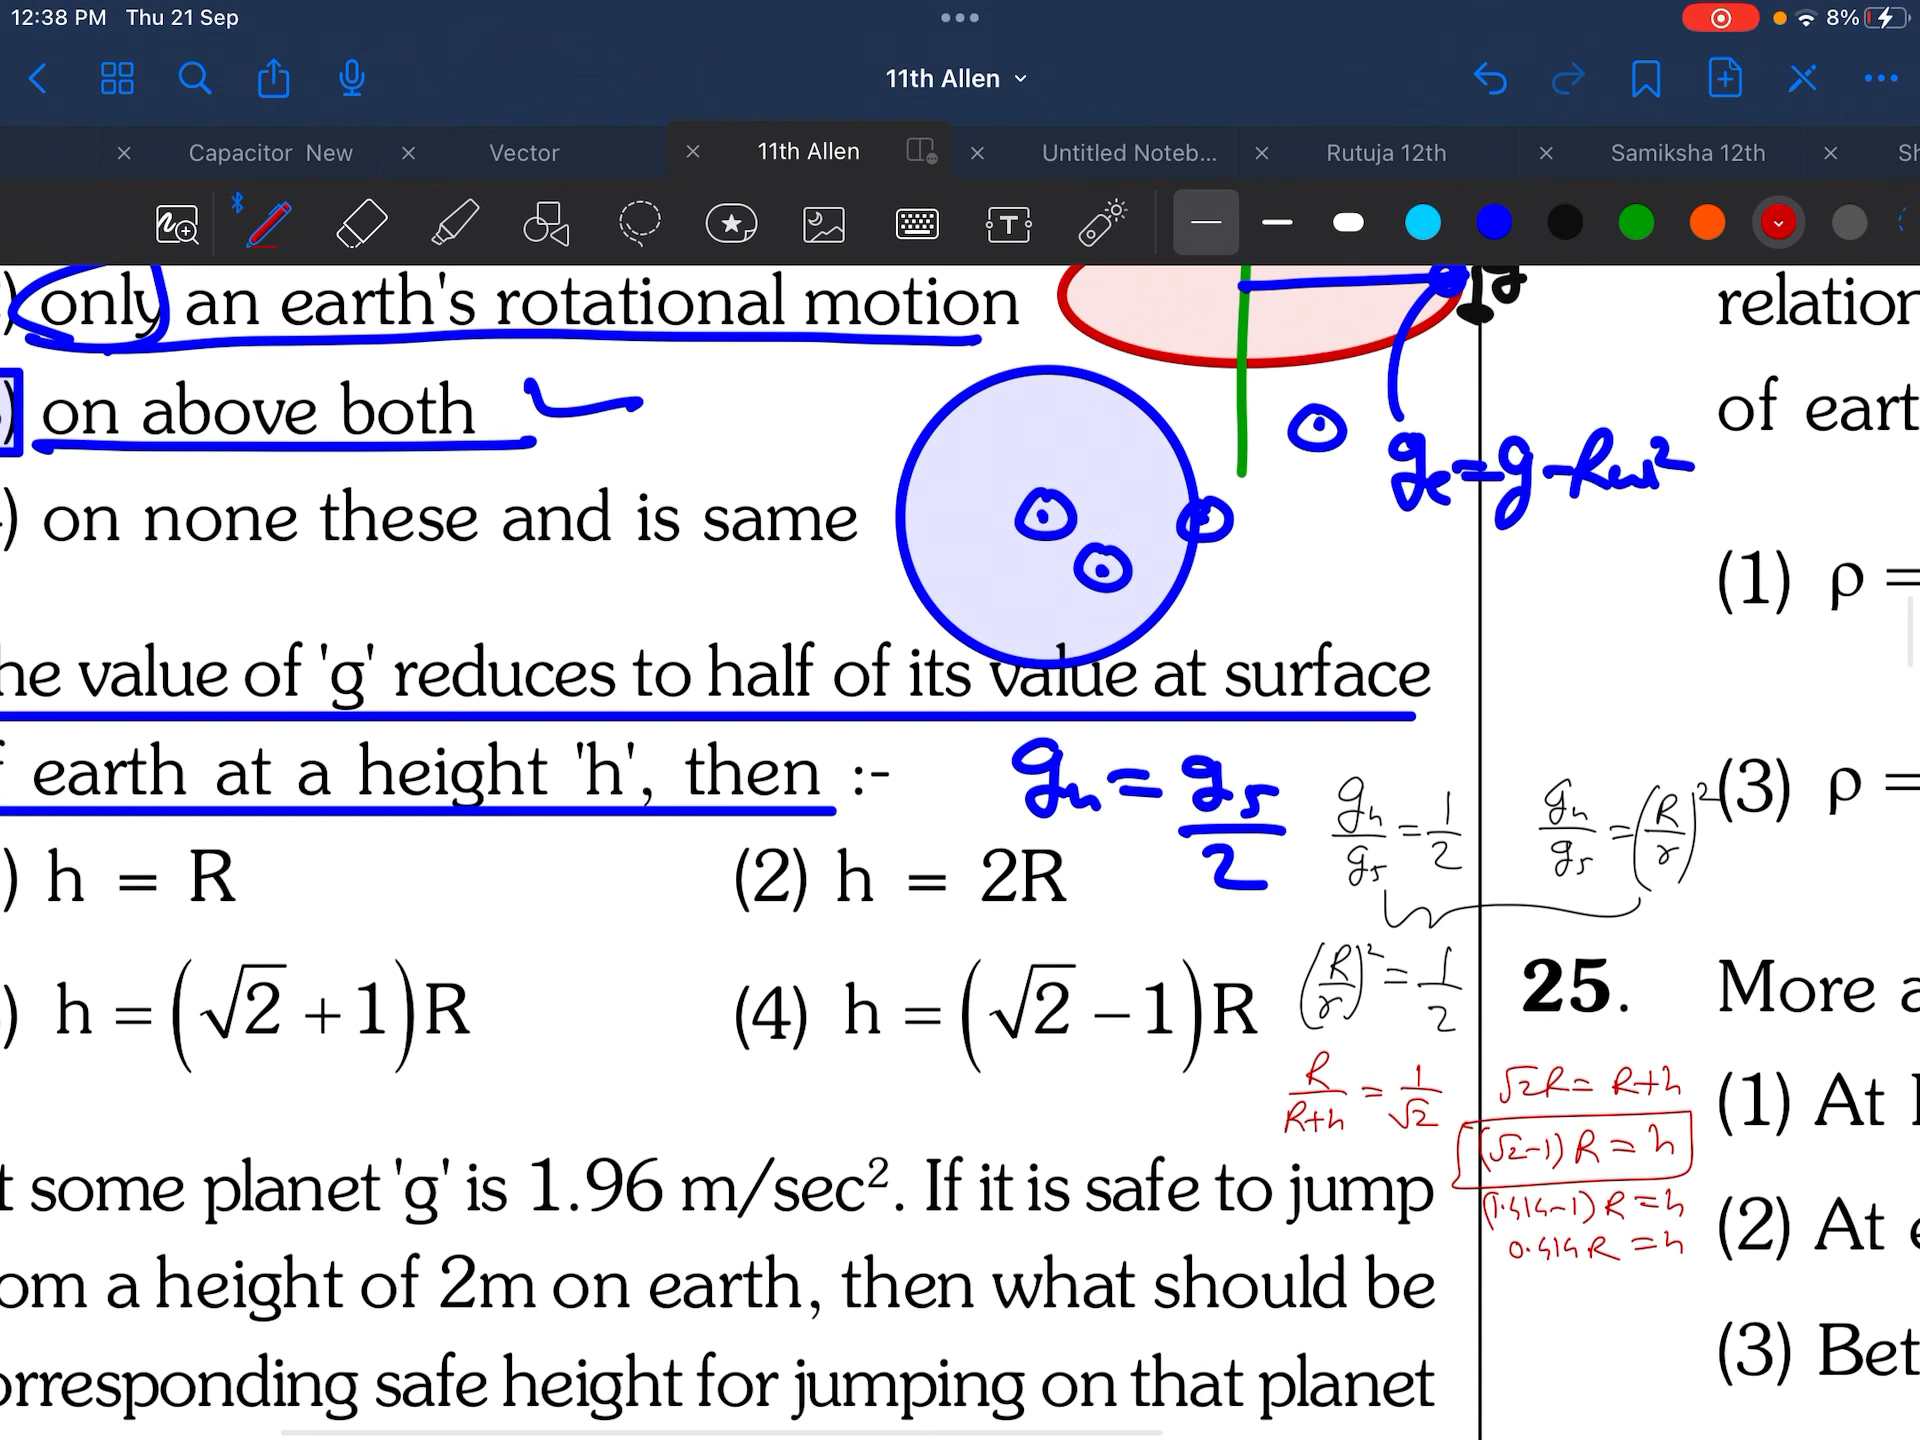 12:38 PM Thu 21 Sep
8%
11th Allen
Capacitor New
Vector
11th Allen
Untitled Noteb...
Rutuja 12th
Samiksha 12th
Sh
T
) only an earth's rotational motion
) on above both
) on none these and is same
g
gₑ = g - Rω²
he value of 'g' reduces to half of its value at surface
f earth at a height 'h', then :-
gₕ = gₛ/2
gₕ/gₛ = 1/2
gₕ/gₛ = (R/r)²
) h = R
(2) h = 2R
) h = (√2 + 1)R
(4) h = (√2 − 1)R
(R/r)² = 1/2
R/R+h = 1/√2
√2R = R+h
(√2-1) R = h
(1.414-1) R = h
0.414 R = h
t some planet 'g' is 1.96 m/sec². If it is safe to jump
om a height of 2m on earth, then what should be
orresponding safe height for jumping on that planet
relation
of eart
(1) ρ =
(3) ρ =
25. More a
(1) At
(2) At e
(3) Bet